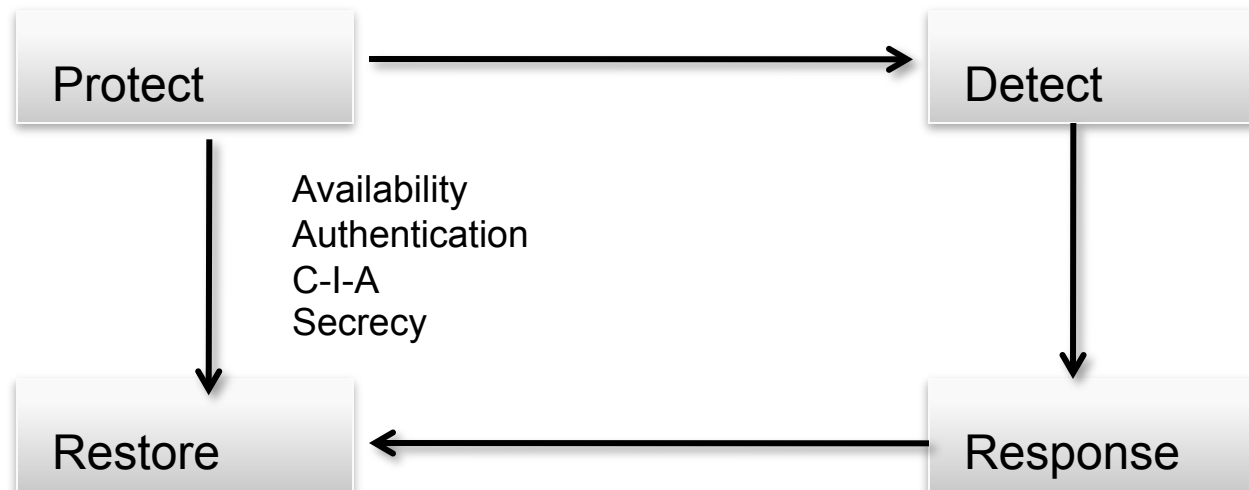 Protect
Detect
Availability
Authentication
C-I-A
Secrecy
Restore
Response